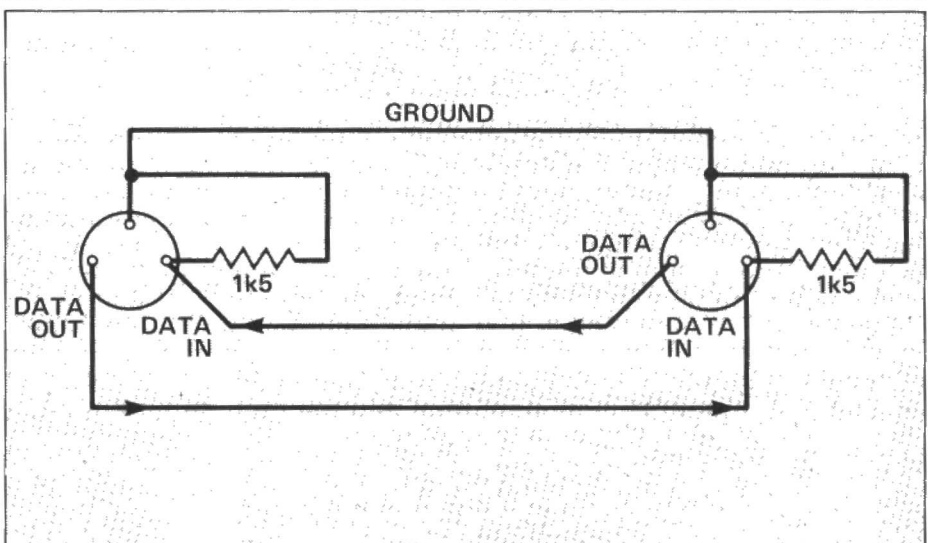 GROUND
DATA
OUT
1k5
1k5
DATA
OUT
DATA
IN
DATA
IN